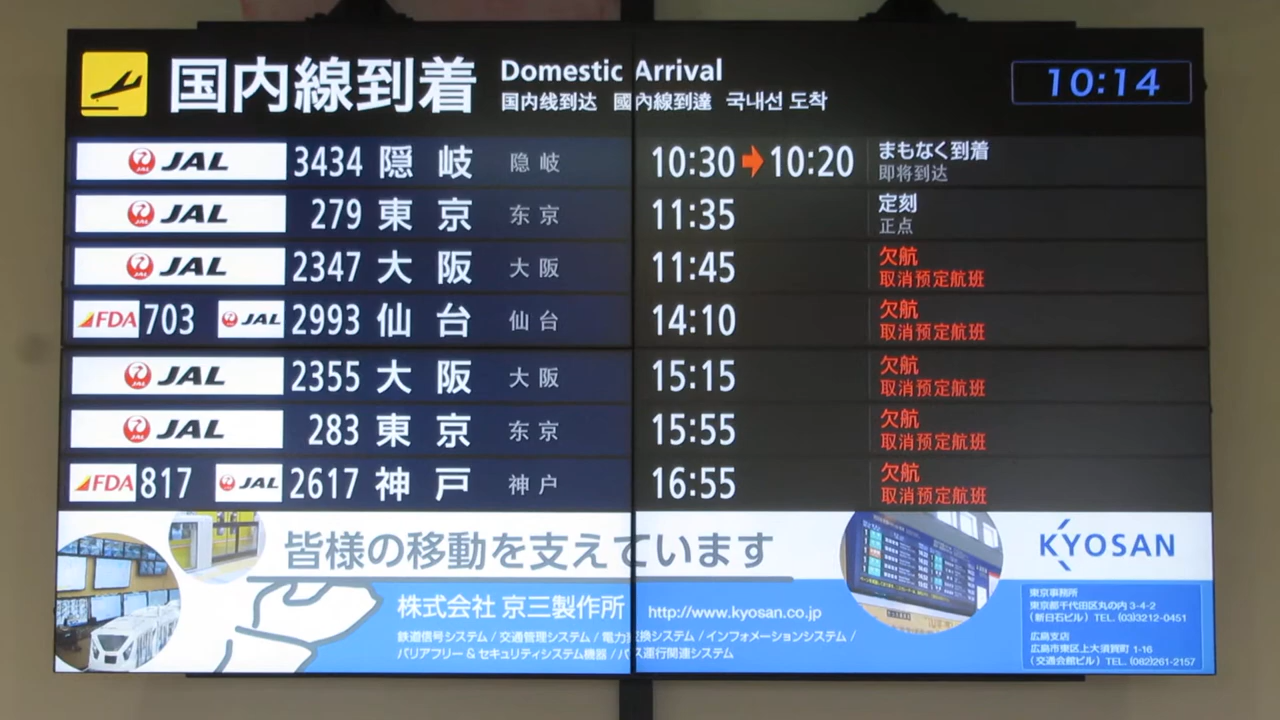 国内線到着 Domestic Arrival 10:14
国内线到达 國內線到達 국내선 도착
JAL 3434 隠岐 隐岐 10:30 → 10:20 まもなく到着
即将到达
JAL 279 東京 东京 11:35 定刻
正点
JAL 2347 大阪 大阪 11:45 欠航
取消预定航班
FDA 703 JAL 2993 仙台 仙台 14:10 欠航
取消预定航班
JAL 2355 大阪 大阪 15:15 欠航
取消预定航班
JAL 283 東京 东京 15:55 欠航
取消预定航班
FDA 817 JAL 2617 神戸 神户 16:55 欠航
取消预定航班
皆様の移動を支えています
KYOSAN
株式会社 京三製作所 http://www.kyosan.co.jp
鉄道信号システム / 交通管理システム / 電力変換システム / インフォメーションシステム /
バリアフリー & セキュリティシステム機器 / バス運行関連システム
東京事務所
東京都千代田区丸の内 3-4-2
(新日石ビル) TEL. (03)3212-0451
広島支店
広島市東区上大須賀町 1-16
(交通会館ビル) TEL. (082)261-2157